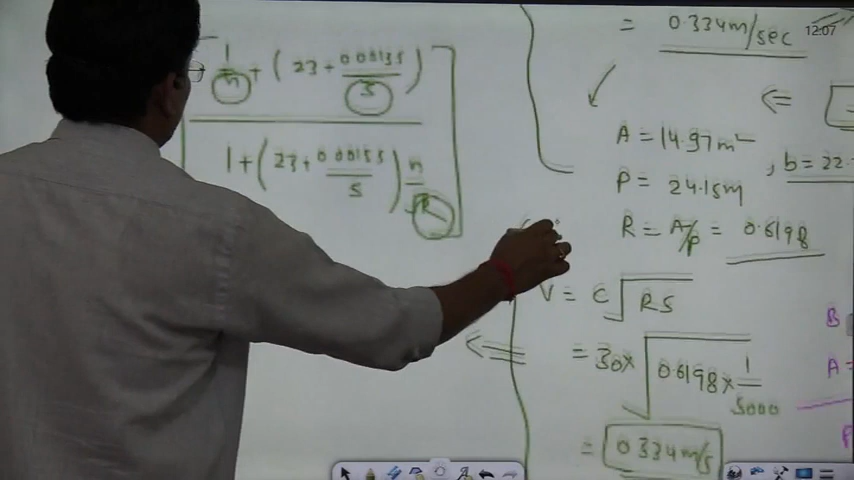 = 0.334m/sec
12:07
1/n + (23 + 0.00155/S)
1 + (23 + 0.00155/S) n/√R
A = 14.97m²
, b = 22.
P = 24.15m
R = A/P = 0.6198
V = C√RS
= 30 × √0.6198 × 1/5000
= 0.334 m/s
B
A =
P